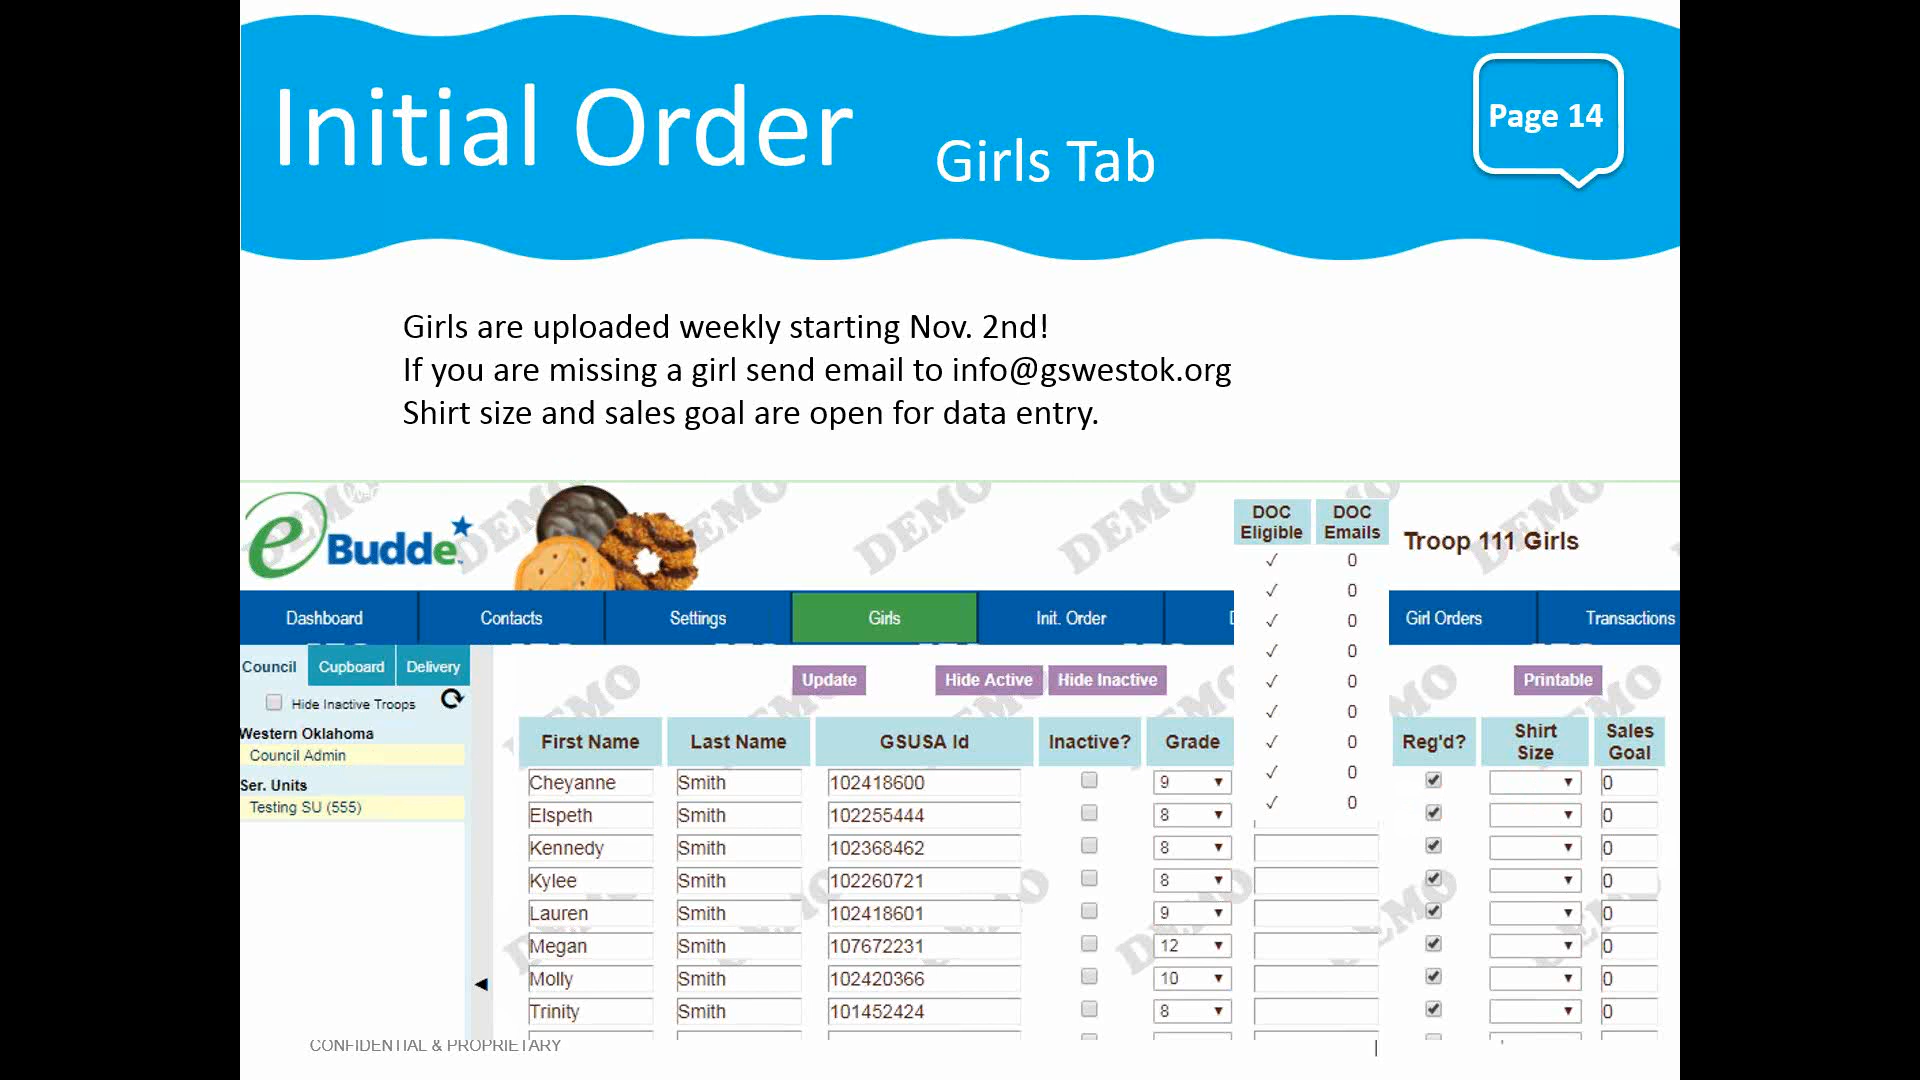 Initial Order
Girls Tab
Page 14
Girls are uploaded weekly starting Nov. 2nd!
If you are missing a girl send email to info@gswestok.org
Shirt size and sales goal are open for data entry.
eBudde
DEMO DEMO DEMO DEMO DEMO DEMO
DOC Eligible DOC Emails
Troop 111 Girls
✓ 0
✓ 0
✓ 0
✓ 0
✓ 0
✓ 0
✓ 0
✓ 0
✓ 0
Dashboard Contacts Settings Girls Init. Order Girl Orders Transactions
Council Cupboard Delivery
Hide Inactive Troops
Western Oklahoma
Council Admin
Ser. Units
Testing SU (555)
Update Hide Active Hide Inactive Printable
First Name Last Name GSUSA Id Inactive? Grade Reg'd? Shirt Size Sales Goal
Cheyanne Smith 102418600 9 0
Elspeth Smith 102255444 8 0
Kennedy Smith 102368462 8 0
Kylee Smith 102260721 8 0
Lauren Smith 102418601 9 0
Megan Smith 107672231 12 0
Molly Smith 102420366 10 0
Trinity Smith 101452424 8 0
CONFIDENTIAL & PROPRIETARY